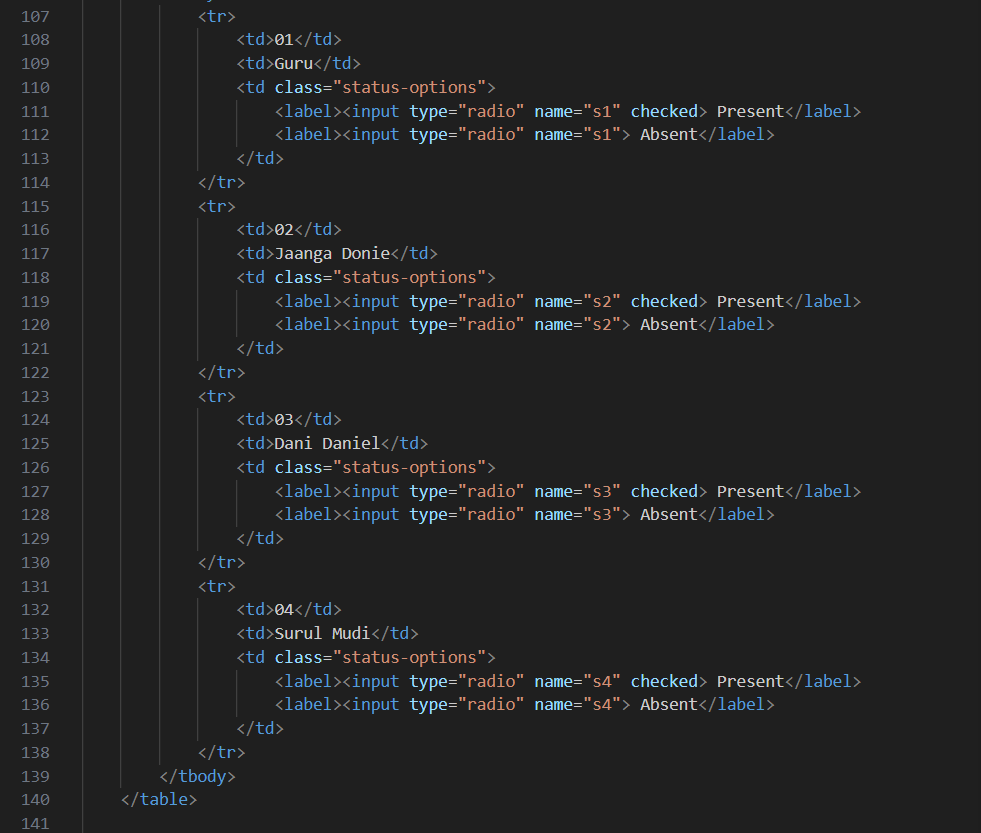 107 <tr>
108 <td>01</td>
109 <td>Guru</td>
110 <td class="status-options">
111 <label><input type="radio" name="s1" checked> Present</label>
112 <label><input type="radio" name="s1"> Absent</label>
113 </td>
114 </tr>
115 <tr>
116 <td>02</td>
117 <td>Jaanga Donie</td>
118 <td class="status-options">
119 <label><input type="radio" name="s2" checked> Present</label>
120 <label><input type="radio" name="s2"> Absent</label>
121 </td>
122 </tr>
123 <tr>
124 <td>03</td>
125 <td>Dani Daniel</td>
126 <td class="status-options">
127 <label><input type="radio" name="s3" checked> Present</label>
128 <label><input type="radio" name="s3"> Absent</label>
129 </td>
130 </tr>
131 <tr>
132 <td>04</td>
133 <td>Surul Mudi</td>
134 <td class="status-options">
135 <label><input type="radio" name="s4" checked> Present</label>
136 <label><input type="radio" name="s4"> Absent</label>
137 </td>
138 </tr>
139 </tbody>
140 </table>
141